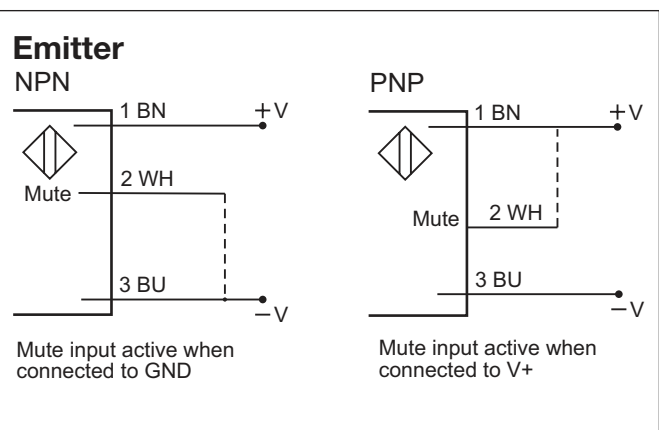 Emitter
NPN
1 BN
+V
Mute
2 WH
3 BU
−V
Mute input active when
connected to GND
PNP
1 BN
+V
Mute
2 WH
3 BU
−V
Mute input active when
connected to V+